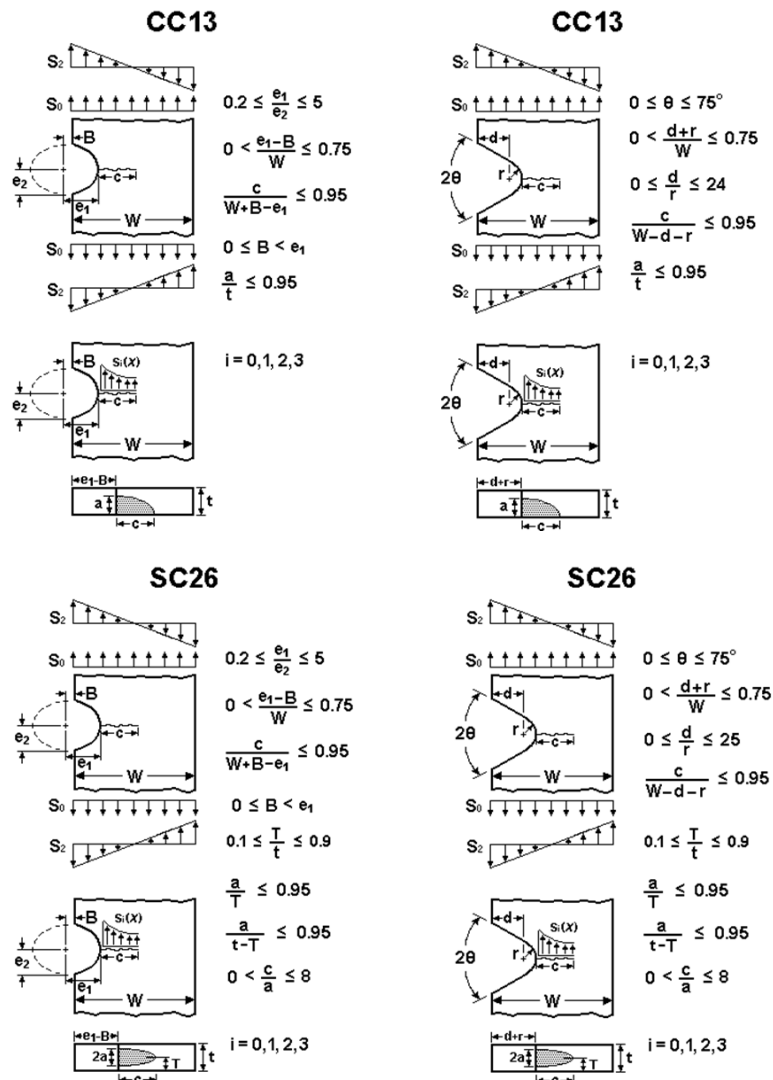 CC13
S₂
S₀
B
e₂
e₁
c
W
S₀
S₂
0.2 ≤ e₁/e₂ ≤ 5
0 < e₁−B/W ≤ 0.75
c/W+B−e₁ ≤ 0.95
0 ≤ B < e₁
a/t ≤ 0.95
B
Sᵢ(X)
e₂
c
e₁
W
i = 0,1,2,3
e₁−B
a
t
c
CC13
S₂
S₀
d
2θ
r
c
W
S₀
S₂
0 ≤ θ ≤ 75°
0 < d+r/W ≤ 0.75
0 ≤ d/r ≤ 24
c/W−d−r ≤ 0.95
a/t ≤ 0.95
d
Sᵢ(X)
2θ
r
c
W
i = 0,1,2,3
d+r
a
t
c
SC26
S₂
S₀
B
e₂
c
e₁
W
S₀
S₂
0.2 ≤ e₁/e₂ ≤ 5
0 < e₁−B/W ≤ 0.75
c/W+B−e₁ ≤ 0.95
0 ≤ B < e₁
0.1 ≤ T/t ≤ 0.9
a/T ≤ 0.95
a/t−T ≤ 0.95
0 < c/a ≤ 8
B
Sᵢ(X)
e₂
c
e₁
W
i = 0,1,2,3
e₁−B
2a
T
t
c
SC26
S₂
S₀
d
2θ
r
c
W
S₀
S₂
0 ≤ θ ≤ 75°
0 < d+r/W ≤ 0.75
0 ≤ d/r ≤ 25
c/W−d−r ≤ 0.95
0.1 ≤ T/t ≤ 0.9
a/T ≤ 0.95
a/t−T ≤ 0.95
0 < c/a ≤ 8
d
Sᵢ(X)
2θ
r
c
W
i = 0,1,2,3
d+r
2a
T
t
c